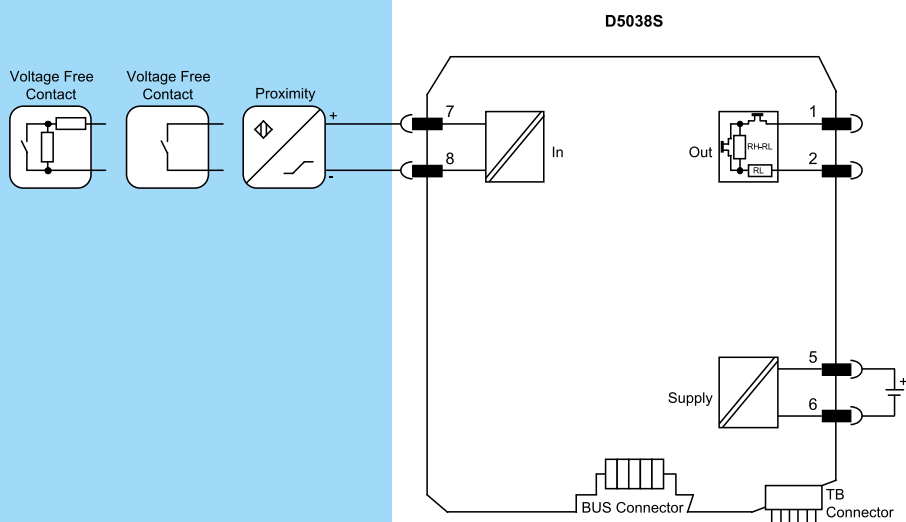 D5038S
Voltage Free
Contact
Voltage Free
Contact
Proximity
+
-
7
8
In
Out
RH-RL
RL
1
2
Supply
5
6
+
BUS Connector
TB
Connector